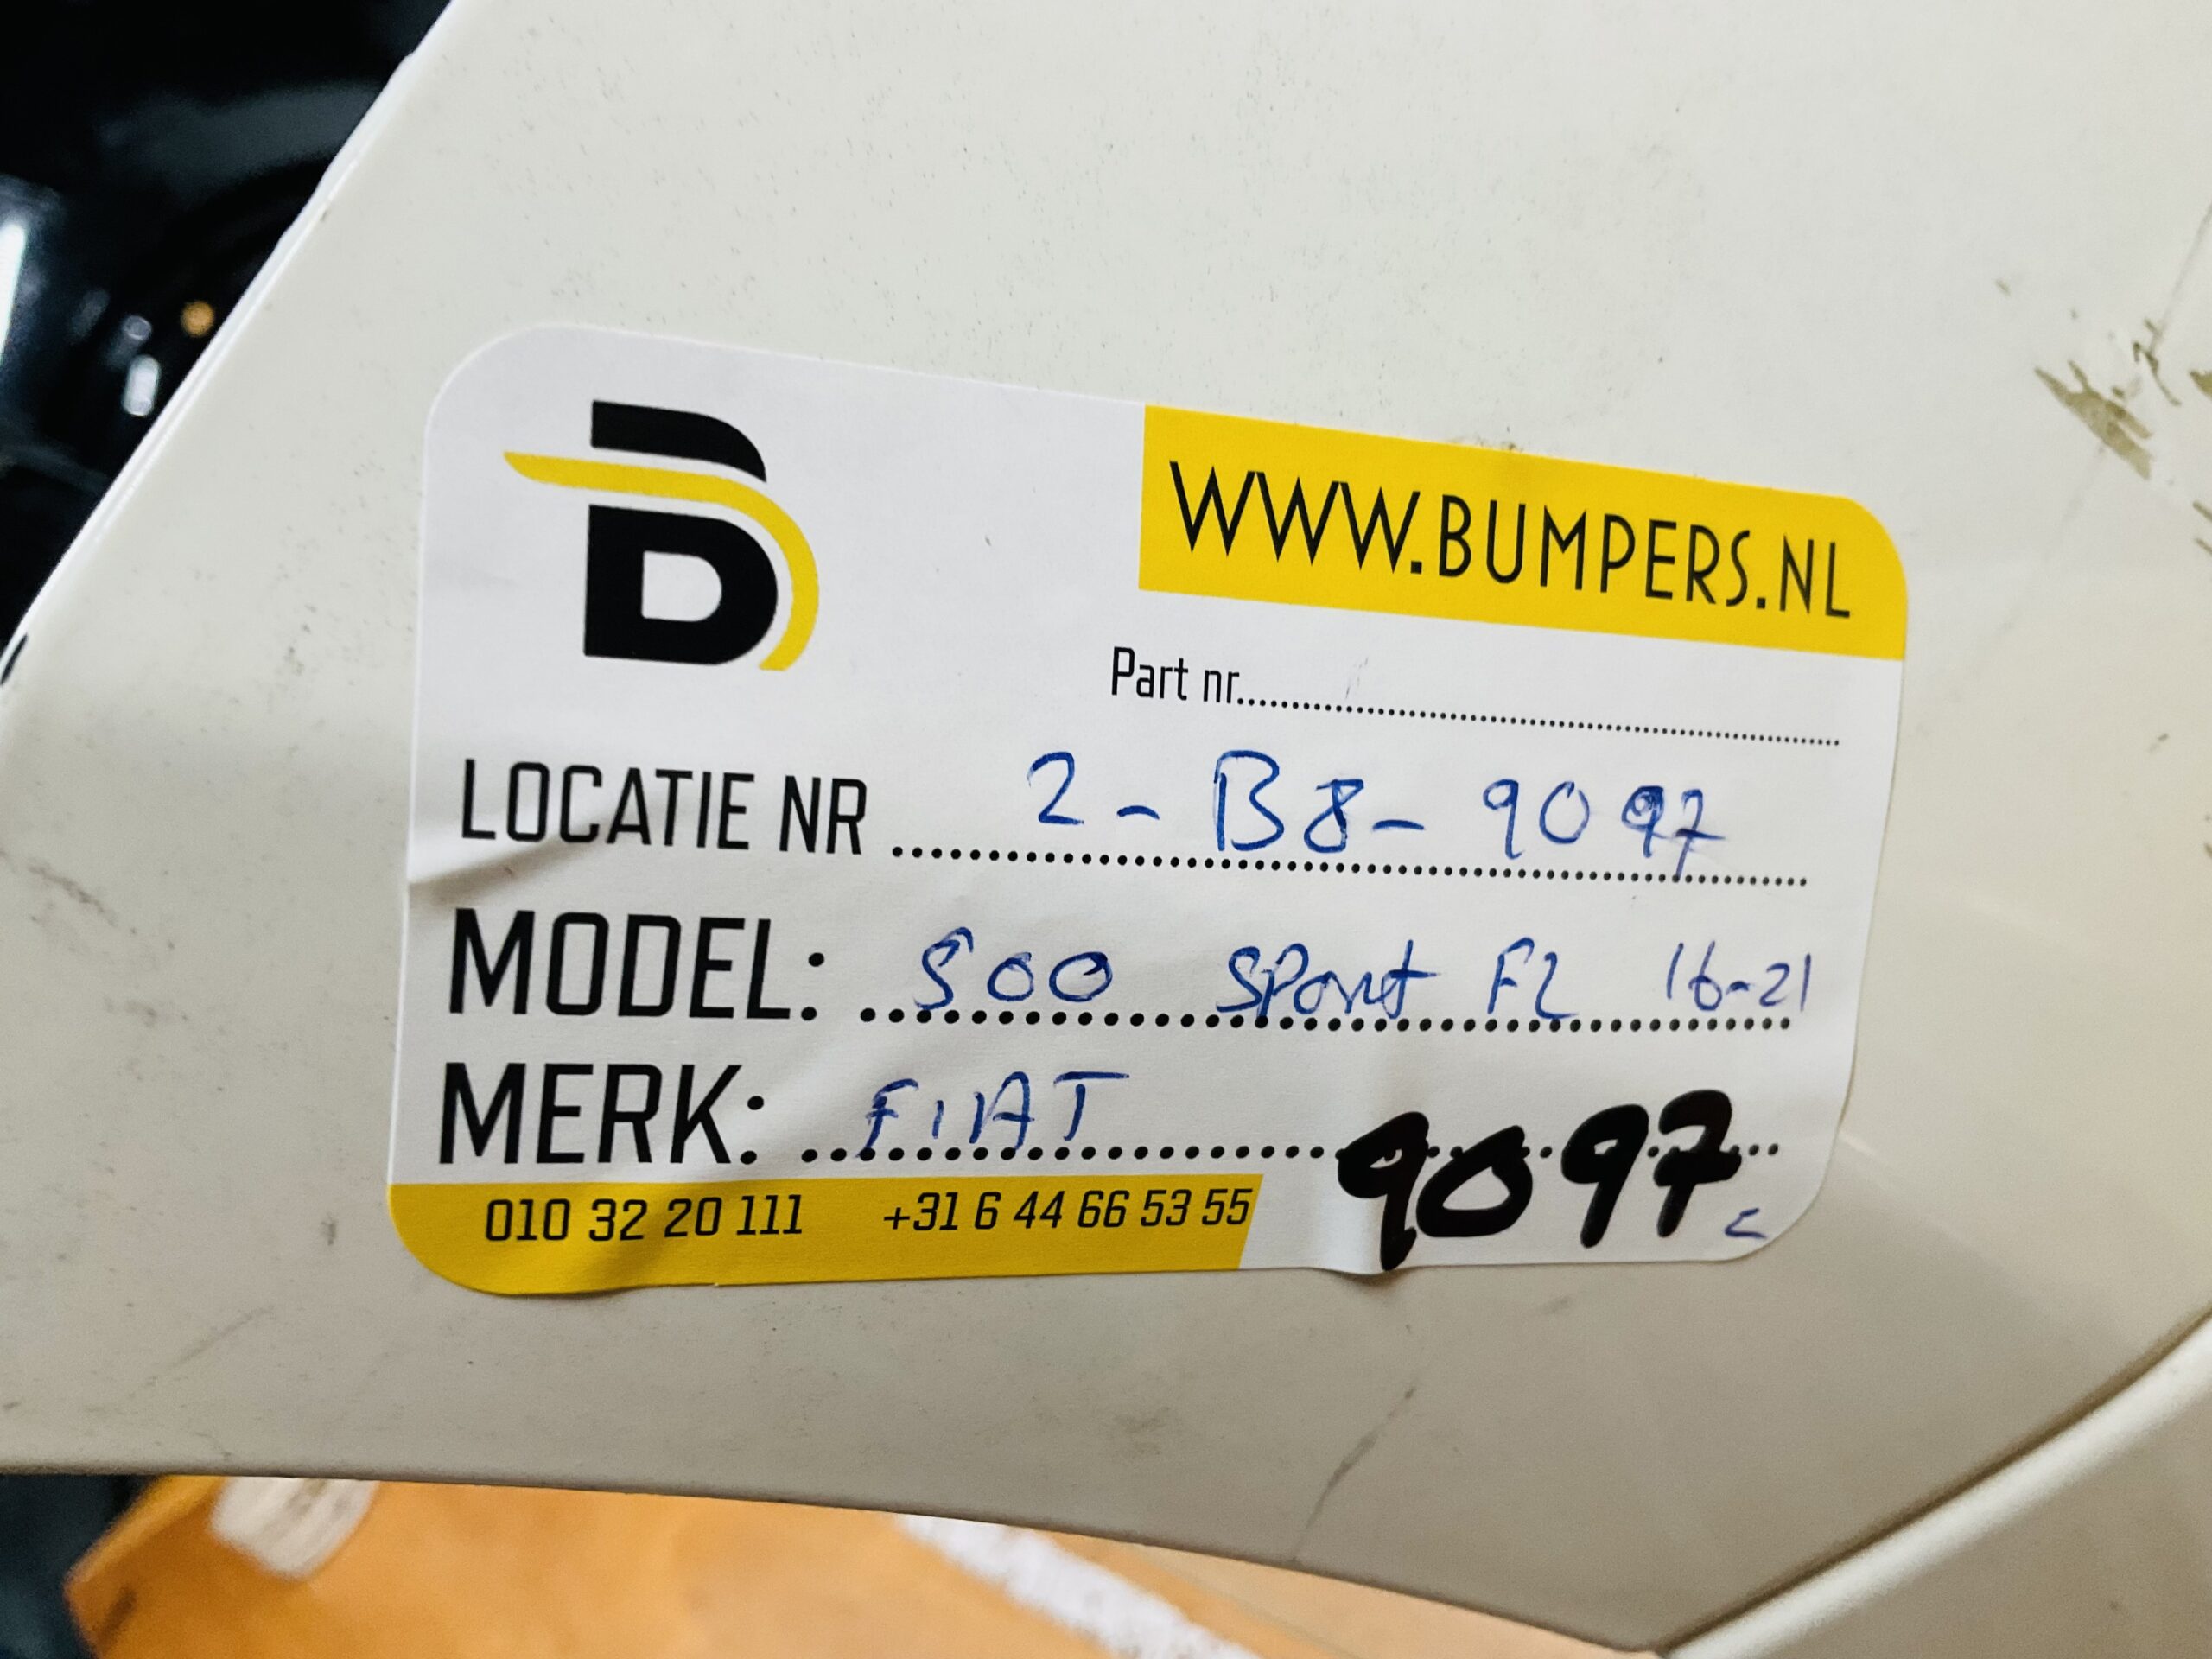 WWW.BUMPERS.NL
Part nr.
LOCATIE NR 2-B8-9097
MODEL: 500 Sport FL 16-21
MERK: FIAT
9097
010 32 20 111 +31 6 44 66 53 55